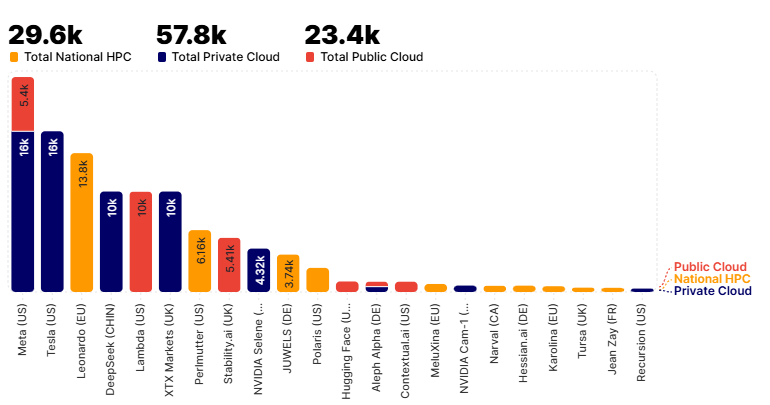 29.6k 57.8k 23.4k
Total National HPC Total Private Cloud Total Public Cloud
5.4k
16k
16k
13.8k
10k
10k
10k
6.16k
5.41k
4.32k
3.74k
Public Cloud
National HPC
Private Cloud
Meta (US)
Tesla (US)
Leonardo (EU)
DeepSeek (CHIN)
Lambda (US)
XTX Markets (UK)
Perlmutter (US)
Stability.ai (UK)
NVIDIA Selene (...
JUWELS (DE)
Polaris (US)
Hugging Face (U...
Aleph Alpha (DE)
Contextual.ai (US)
MeluXina (EU)
NVIDIA Cam-1 (...
Narval (CA)
Hessian.ai (DE)
Karolina (EU)
Tursa (UK)
Jean Zay (FR)
Recursion (US)